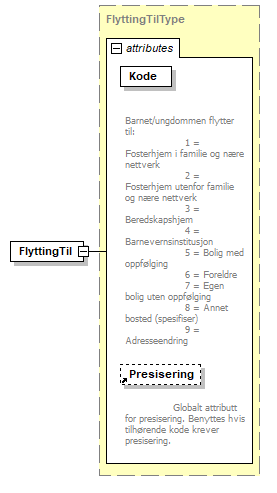 FlyttingTilType
attributes
Kode
Barnet/ungdommen flytter
til:
1 =
Fosterhjem i familie og nære
nettverk
2 =
Fosterhjem utenfor familie
og nære nettverk
3 =
Beredskapshjem
4 =
Barnevernsinstitusjon
5 = Bolig med
oppfølging
6 = Foreldre
7 = Egen
bolig uten oppfølging
8 = Annet
bosted (spesifiser)
9 =
Adresseendring
FlyttingTil
Presisering
Globalt attributt
for presisering. Benyttes hvis
tilhørende kode krever
presisering.